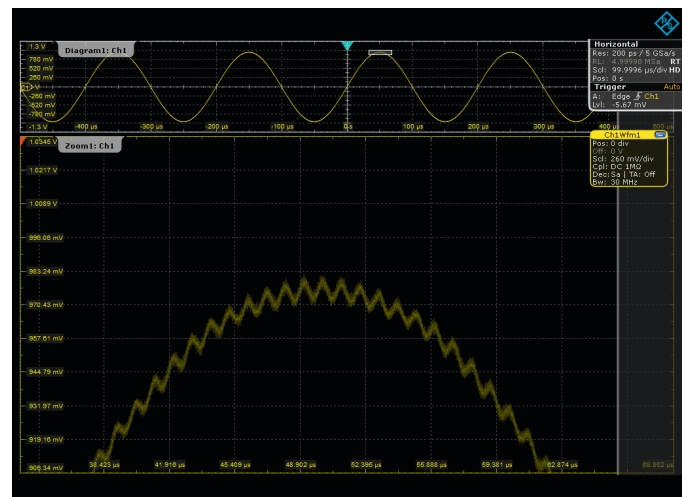 R&S
Horizontal
Res: 200 ps / 5 GSa/s
RL: 4.99998 MSa RT
Scl: 99.9996 µs/div HD
Pos: 0 s
Trigger Auto
A: Edge Ch1
Lvl: -5.67 mV
1.3 V
Diagram1: Ch1
780 mV
520 mV
260 mV
0 V
-260 mV
-520 mV
-780 mV
-1.3 V
-400 µs -300 µs -200 µs -100 µs 0 s 100 µs 200 µs 300 µs 400 µs 500 µs
Ch1Wfm1
Pos: 0 div
Off: 0 V
Scl: 260 mV/div
Cpl: DC 1MΩ
Dec: Sa | TA: Off
Bw: 30 MHz
1.0345 V
Zoom1: Ch1
1.0217 V
1.0089 V
996.06 mV
983.24 mV
970.43 mV
957.61 mV
944.79 mV
931.97 mV
919.16 mV
906.34 mV
38.423 µs 41.916 µs 45.409 µs 48.902 µs 52.395 µs 55.888 µs 59.381 µs 62.874 µs